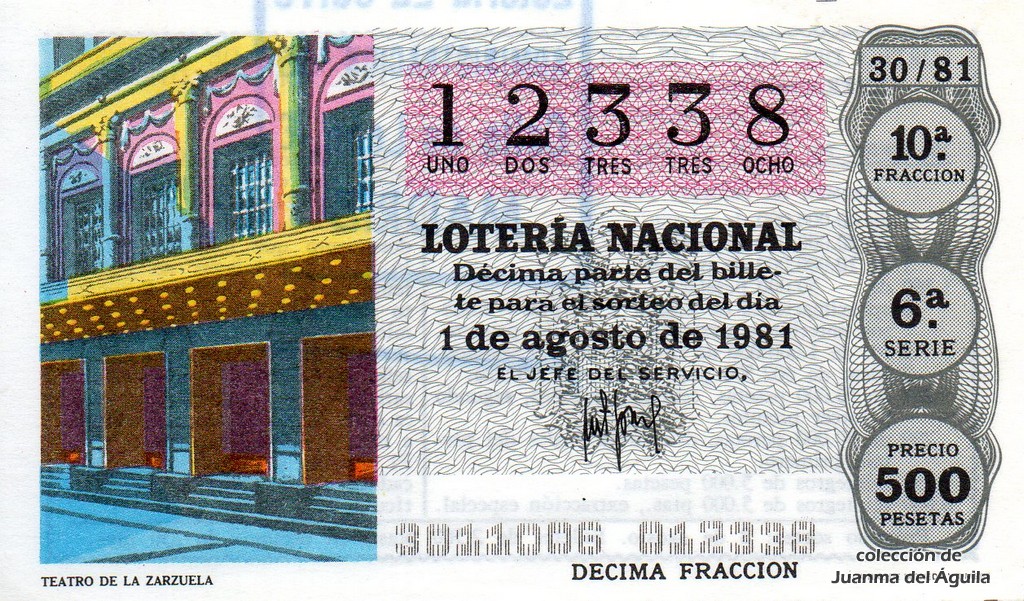 12338
UNO DOS TRES TRES OCHO
LOTERÍA NACIONAL
Décima parte del bille-
te para el sorteo del día
1 de agosto de 1981
EL JEFE DEL SERVICIO,
30/81
10ª.
FRACCION
6ª.
SERIE
PRECIO
500
PESETAS
3011006 012338
DECIMA FRACCION
TEATRO DE LA ZARZUELA
colección de
Juanma del Águila